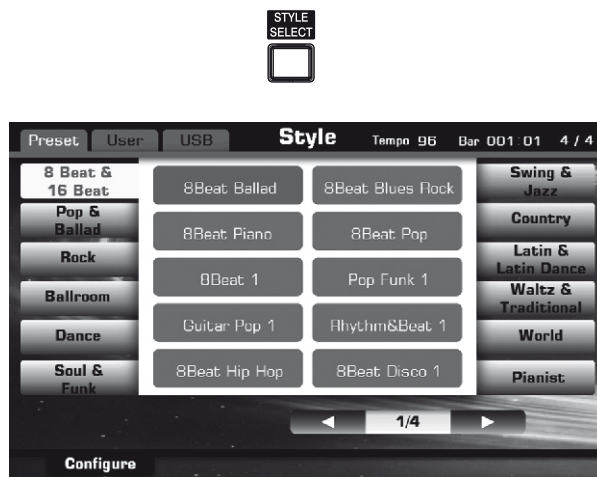 STYLE
SELECT
Preset User USB Style Tempo 96 Bar 001:01 4/4
8 Beat &
16 Beat
Pop &
Ballad
Rock
Ballroom
Dance
Soul &
Funk
8Beat Ballad 8Beat Blues Rock
8Beat Piano 8Beat Pop
8Beat 1 Pop Funk 1
Guitar Pop 1 Rhythm&Beat 1
8Beat Hip Hop 8Beat Disco 1
Swing &
Jazz
Country
Latin &
Latin Dance
Waltz &
Traditional
World
Pianist
1/4
Configure